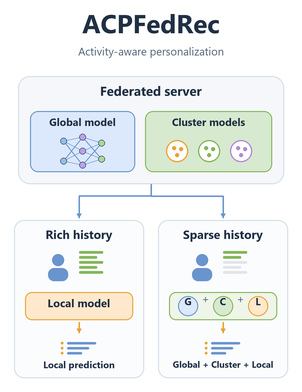 ACPFedRec
Activity-aware personalization
Federated server
Global model
Cluster models
Rich history
Sparse history
Local model
G + C + L
Local prediction
Global + Cluster + Local